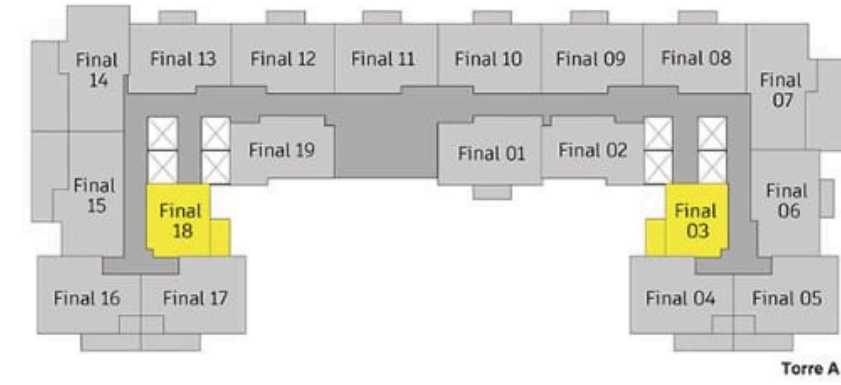 Final 14
Final 13
Final 12
Final 11
Final 10
Final 09
Final 08
Final 07
Final 19
Final 01
Final 02
Final 15
Final 18
Final 03
Final 06
Final 16
Final 17
Final 04
Final 05
Torre A